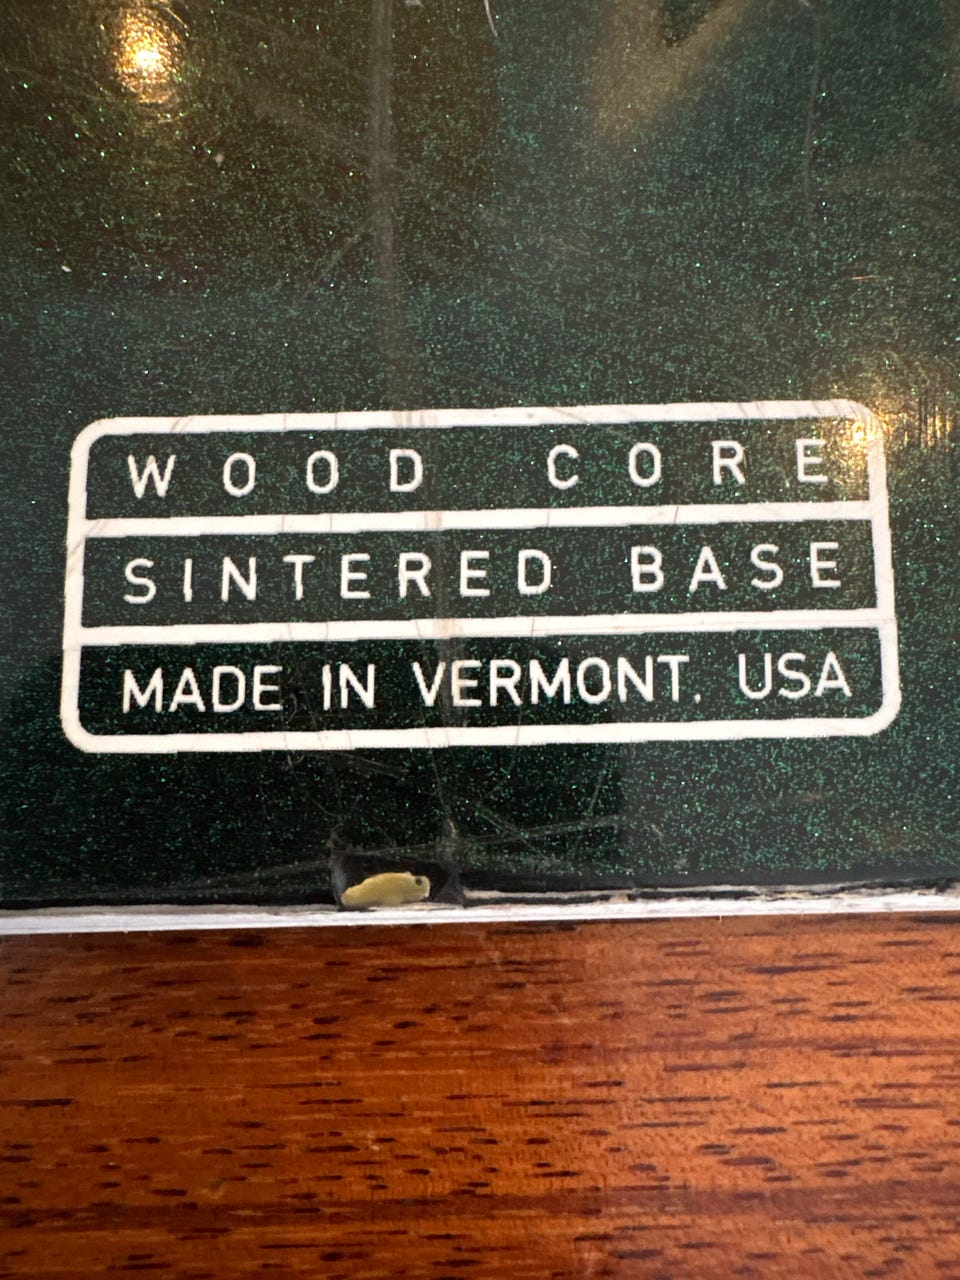 WOOD CORE
SINTERED BASE
MADE IN VERMONT. USA